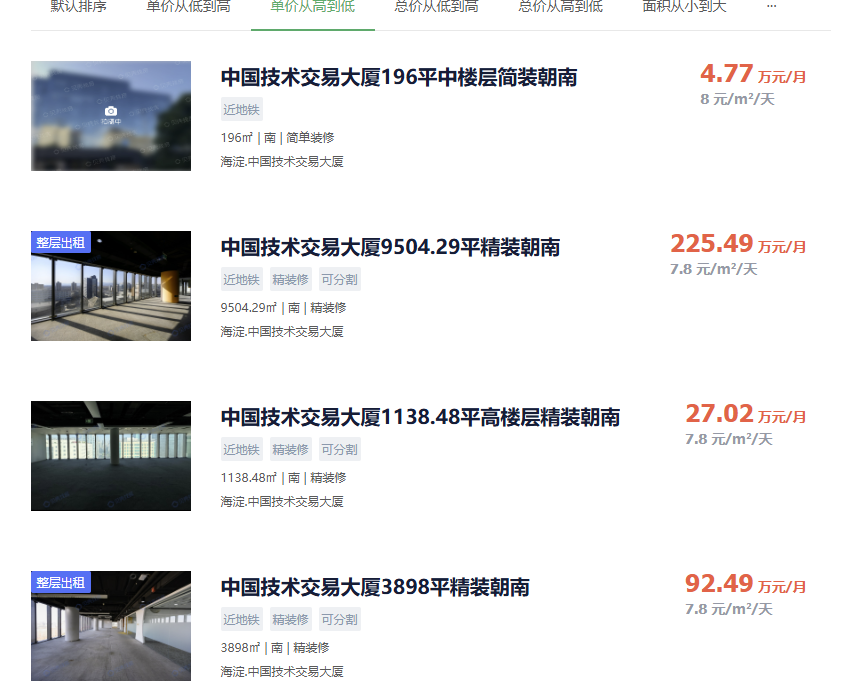 默认排序 单价从低到高 单价从高到低 总价从低到高 总价从高到低 面积从小到大 ...
中国技术交易大厦196平中楼层简装朝南
4.77 万元/月
近地铁
8 元/m²/天
196㎡ | 南 | 简单装修
海淀.中国技术交易大厦
整层出租
中国技术交易大厦9504.29平精装朝南
225.49 万元/月
近地铁 精装修 可分割
7.8 元/m²/天
9504.29㎡ | 南 | 精装修
海淀.中国技术交易大厦
中国技术交易大厦1138.48平高楼层精装朝南
27.02 万元/月
近地铁 精装修 可分割
7.8 元/m²/天
1138.48㎡ | 南 | 精装修
海淀.中国技术交易大厦
整层出租
中国技术交易大厦3898平精装朝南
92.49 万元/月
近地铁 精装修 可分割
7.8 元/m²/天
3898㎡ | 南 | 精装修
海淀.中国技术交易大厦